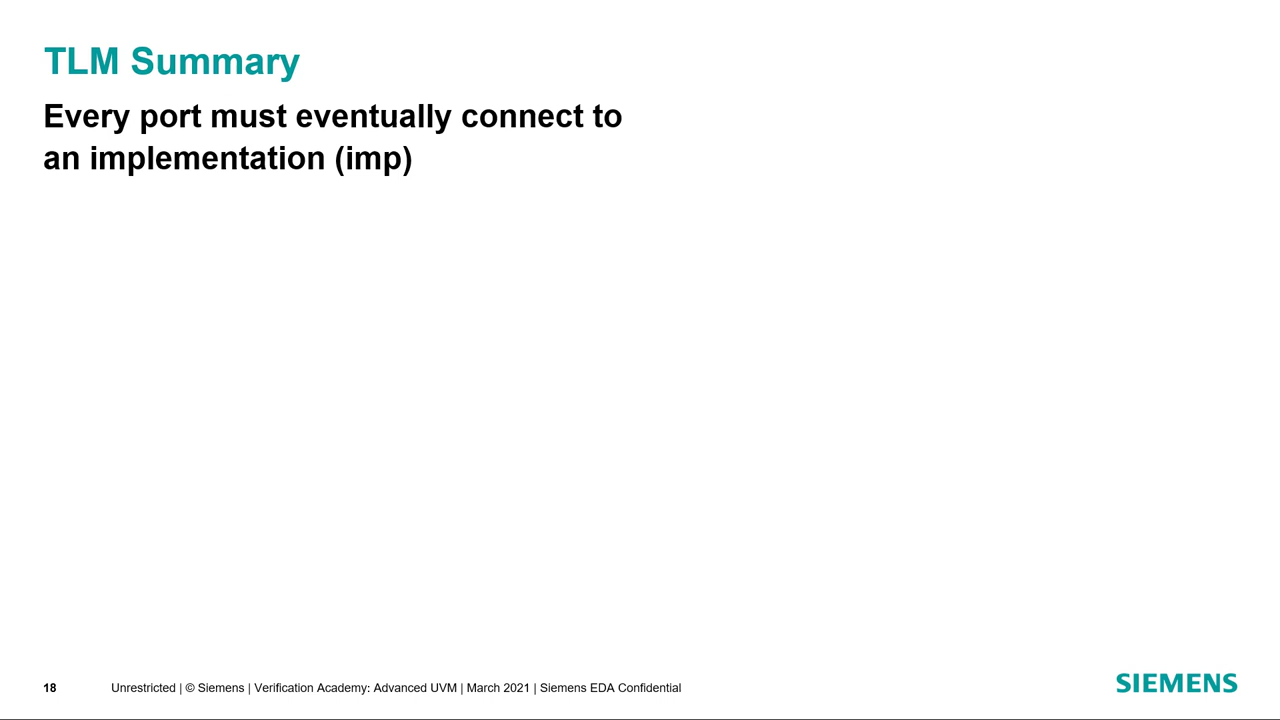 TLM Summary
Every port must eventually connect to
an implementation (imp)
18 Unrestricted | © Siemens | Verification Academy: Advanced UVM | March 2021 | Siemens EDA Confidential
SIEMENS